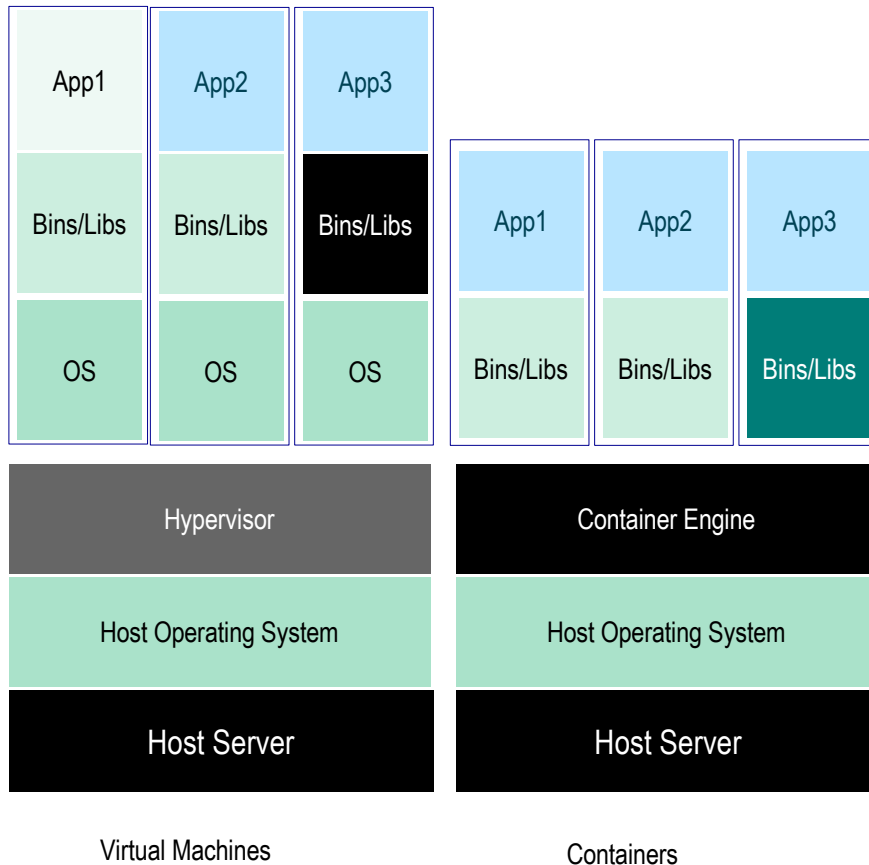 App1
App2
App3
Bins/Libs
Bins/Libs
Bins/Libs
OS
OS
OS
Hypervisor
Host Operating System
Host Server
Virtual Machines
App1
App2
App3
Bins/Libs
Bins/Libs
Bins/Libs
Container Engine
Host Operating System
Host Server
Containers